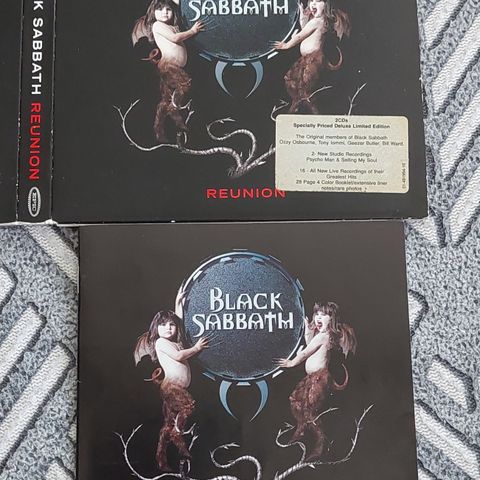 K SABBATH REUNION
EPIC
SABBATH
2CDs
Specially Priced Deluxe Limited Edition
The Original members of Black Sabbath
Ozzy Osbourne, Tony Iommi, Geezer Butler, Bill Ward.
2- New Studio Recordings
Psycho Man & Selling My Soul
16 - All New Live Recordings of their
Greatest Hits
28 Page 4 Color Booklet/extensive liner
notes/rare photos
REUNION
BLACK
SABBATH